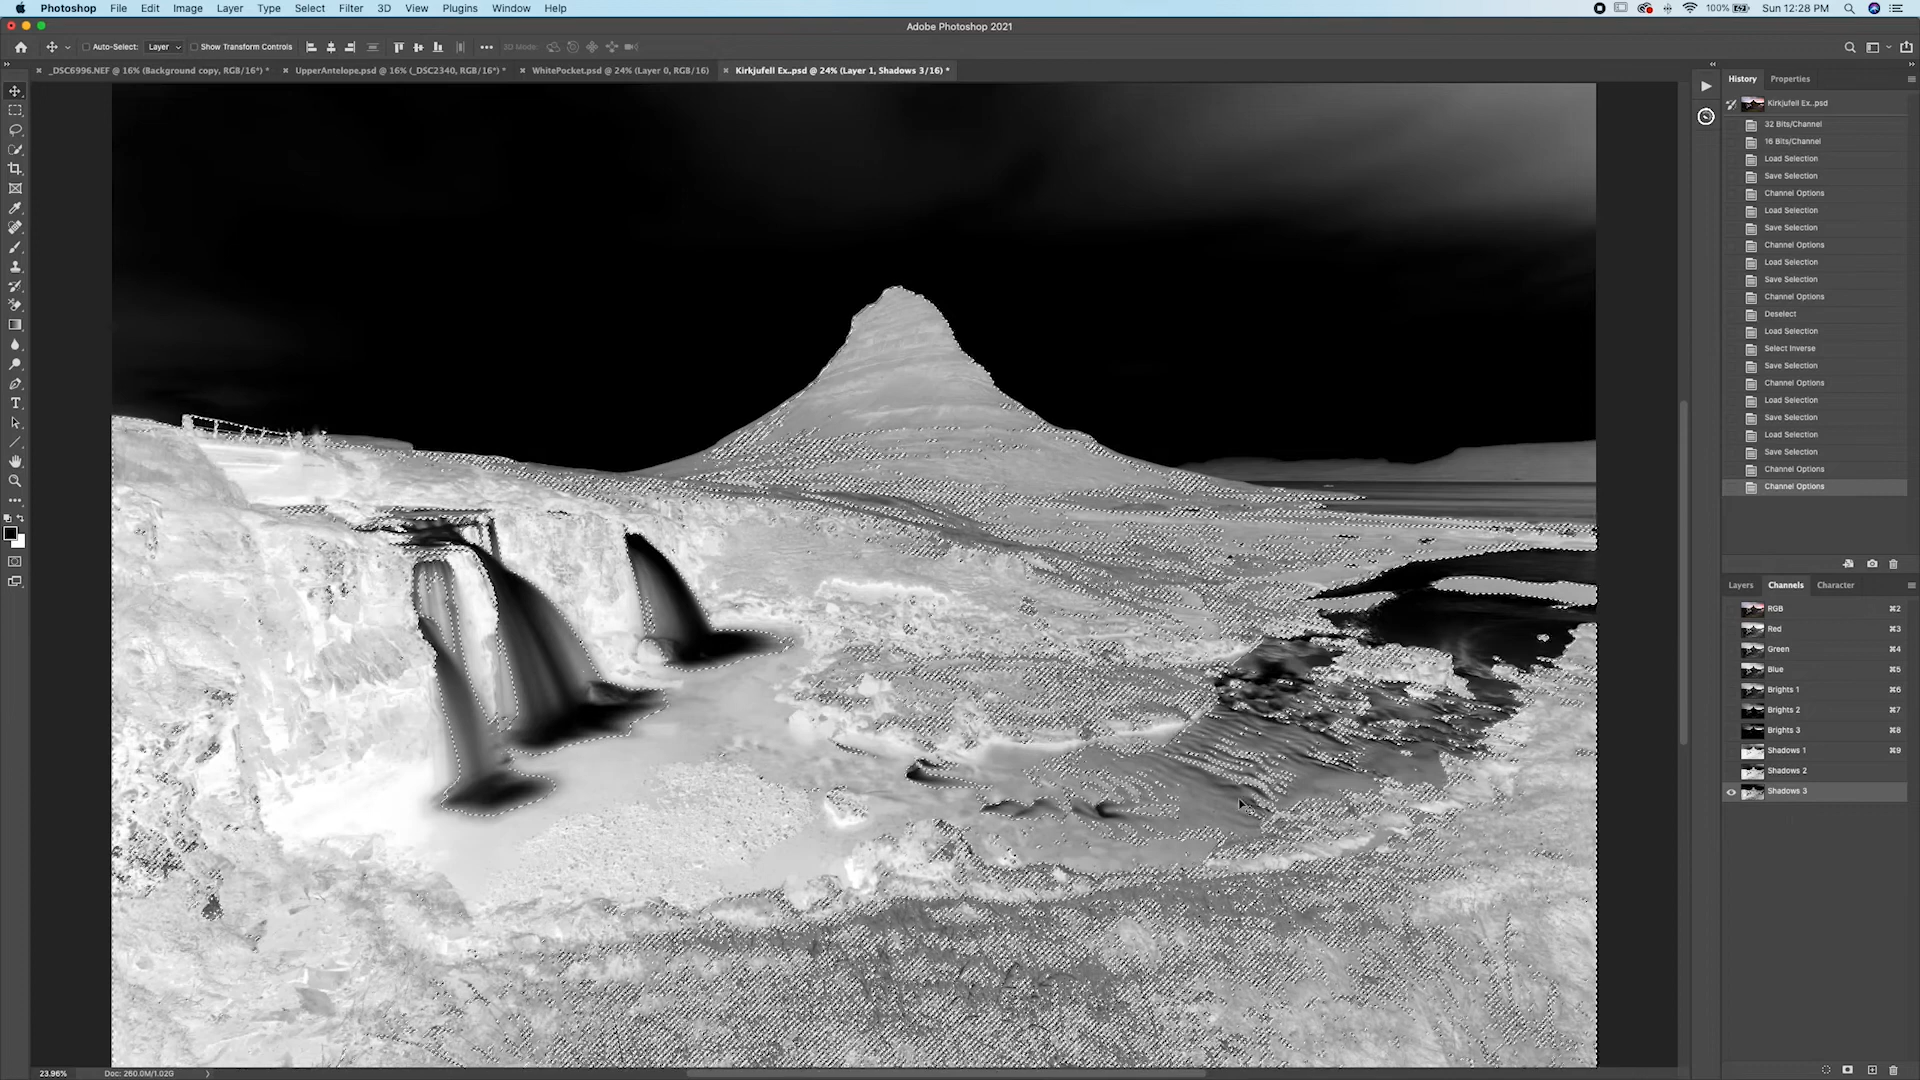 Photoshop File Edit Image Layer Type Select Filter 3D View Plugins Window Help 100% Sun 12:28 PM
Adobe Photoshop 2021
Auto-Select: Layer Show Transform Controls 3D Mode:
_DSC6996.NEF @ 16% (Background copy, RGB/16*) * UpperAntelope.psd @ 16% (_DSC2340, RGB/16*) * WhitePocket.psd @ 24% (Layer 0, RGB/16) Kirkjufell Ex..psd @ 24% (Layer 1, Shadows 3/16) *
History Properties
Kirkjufell Ex..psd
32 Bits/Channel
16 Bits/Channel
Load Selection
Save Selection
Channel Options
Load Selection
Save Selection
Channel Options
Load Selection
Save Selection
Channel Options
Deselect
Load Selection
Select Inverse
Save Selection
Channel Options
Load Selection
Save Selection
Load Selection
Save Selection
Channel Options
Channel Options
Layers Channels Character
RGB ⌘2
Red ⌘3
Green ⌘4
Blue ⌘5
Brights 1 ⌘6
Brights 2 ⌘7
Brights 3 ⌘8
Shadows 1 ⌘9
Shadows 2
Shadows 3
23.96% Doc: 260.0M/1.02G